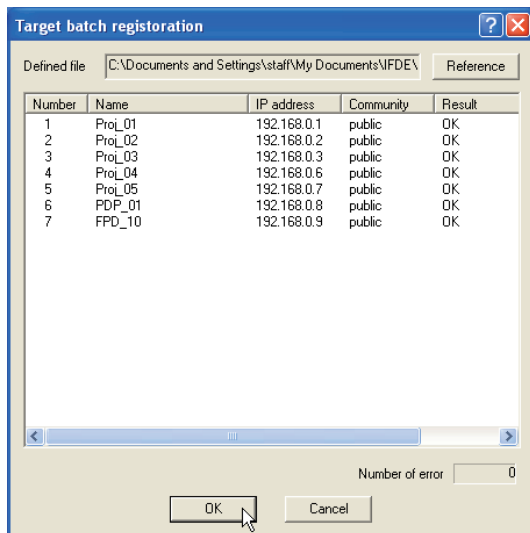 Target batch registoration
Defined file C:\Documents and Settings\staff\My Documents\IFDE\ Reference
Number Name IP address Community Result
1 Proj_01 192.168.0.1 public OK
2 Proj_02 192.168.0.2 public OK
3 Proj_03 192.168.0.3 public OK
4 Proj_04 192.168.0.6 public OK
5 Proj_05 192.168.0.7 public OK
6 PDP_01 192.168.0.8 public OK
7 FPD_10 192.168.0.9 public OK
Number of error 0
OK Cancel